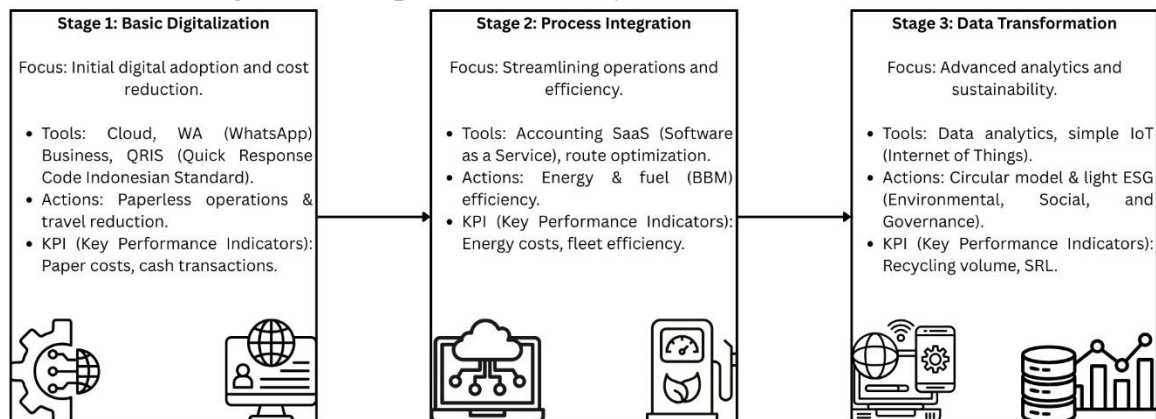 Stage 1: Basic Digitalization
Focus: Initial digital adoption and cost
reduction.
• Tools: Cloud, WA (WhatsApp)
Business, QRIS (Quick Response
Code Indonesian Standard).
• Actions: Paperless operations &
travel reduction.
• KPI (Key Performance Indicators):
Paper costs, cash transactions.
Stage 2: Process Integration
Focus: Streamlining operations and
efficiency.
• Tools: Accounting SaaS (Software
as a Service), route optimization.
• Actions: Energy & fuel (BBM)
efficiency.
• KPI (Key Performance Indicators):
Energy costs, fleet efficiency.
Stage 3: Data Transformation
Focus: Advanced analytics and
sustainability.
• Tools: Data analytics, simple IoT
(Internet of Things).
• Actions: Circular model & light ESG
(Environmental, Social, and
Governance).
• KPI (Key Performance Indicators):
Recycling volume, SRL.